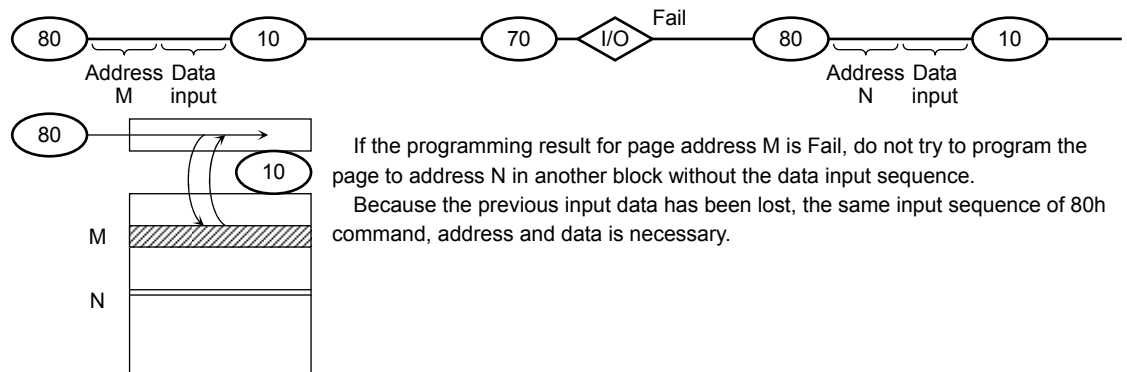 Fail
80 10 70 I/O 80 10
Address Data Address Data
M input N input
80
If the programming result for page address M is Fail, do not try to program the
10
page to address N in another block without the data input sequence.
Because the previous input data has been lost, the same input sequence of 80h
M
command, address and data is necessary.
N